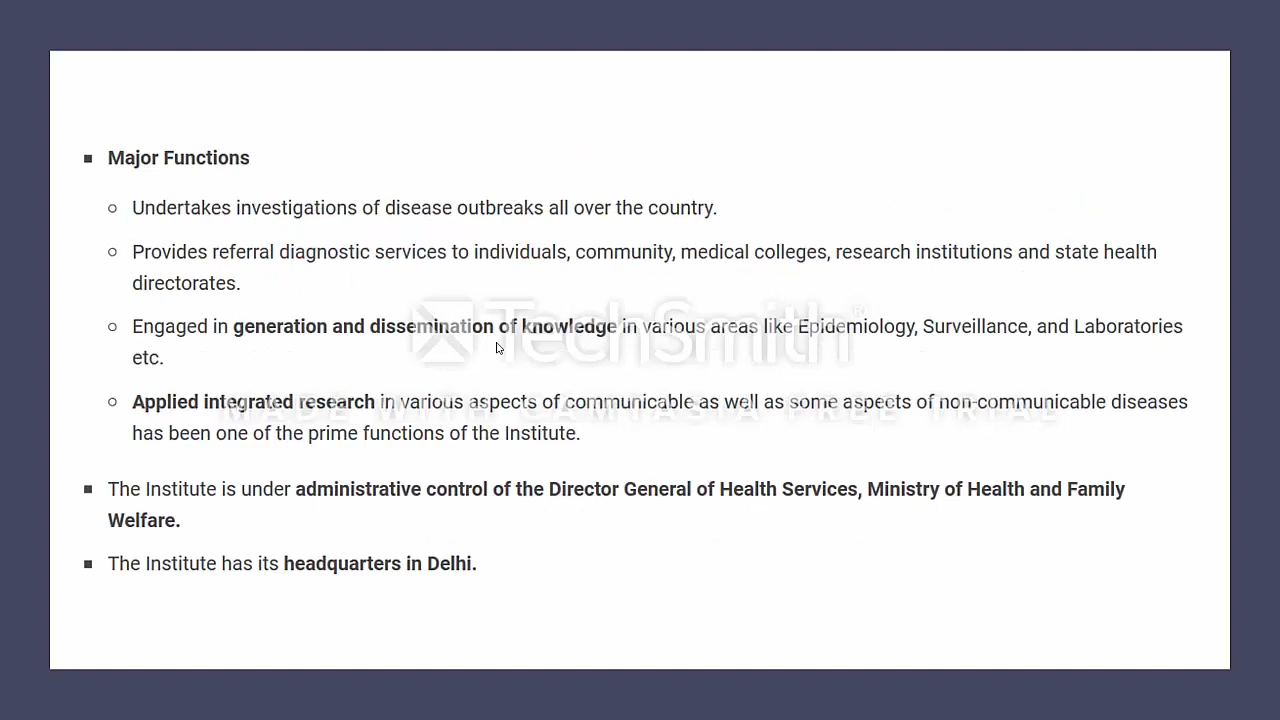 Major Functions
Undertakes investigations of disease outbreaks all over the country.
Provides referral diagnostic services to individuals, community, medical colleges, research institutions and state health
directorates.
Engaged in generation and dissemination of knowledge in various areas like Epidemiology, Surveillance, and Laboratories
etc.
TechSmith®
Applied integrated research in various aspects of communicable as well as some aspects of non-communicable diseases
MADE WITH CAMTASIA FREE TRIAL
has been one of the prime functions of the Institute.
The Institute is under administrative control of the Director General of Health Services, Ministry of Health and Family
Welfare.
The Institute has its headquarters in Delhi.